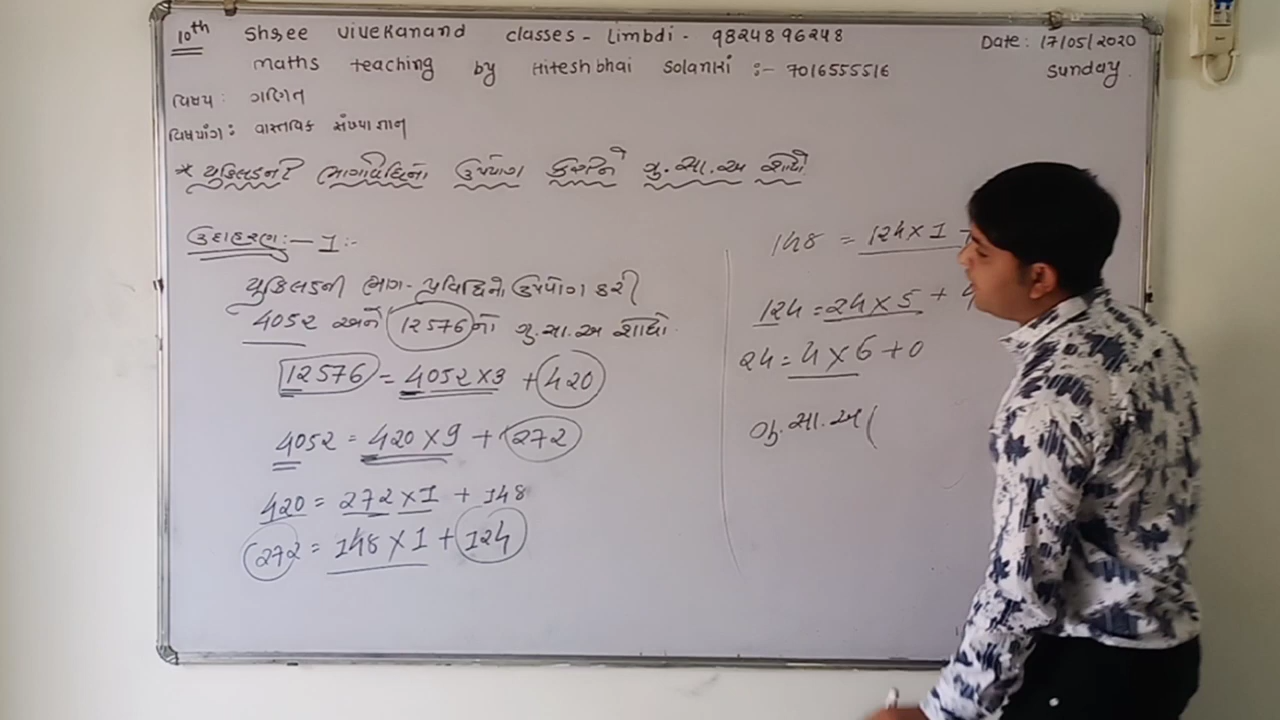 10th Shree vivekanand classes - Limbdi - 9824896248
maths teaching by Hiteshbhai Solanki :- 7016555516
Date: 17/05/2020
Sunday.
વિષય: ગણિત
વિષયાંગ: વાસ્તવિક સંખ્યાજ્ઞાન
* યુક્લિડની ભાગવિધિનો ઉપયોગ કરીને ગુ.સા.અ શોધો
ઉદાહરણ:- 1:-
યુક્લિડની ભાગ-પ્રવિધિનો ઉપયોગ કરી
4052 અને 12576નો ગુ.સા.અ શોધો.
12576 = 4052×3 + 420
4052 = 420×9 + 272
420 = 272×1 + 148
272 = 148×1 + 124
148 = 124×1 +
124 = 24×5 + 4
24 = 4×6+0
ગુ.સા.અ (